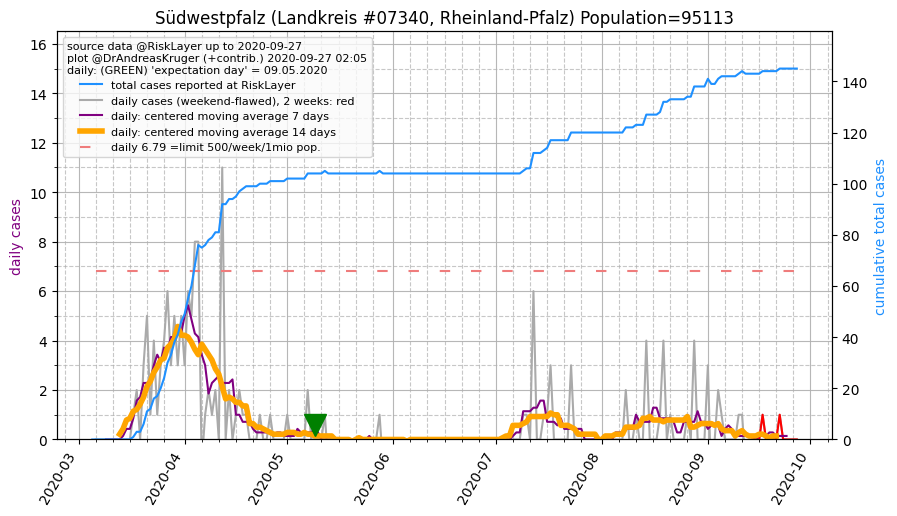 Südwestpfalz (Landkreis #07340, Rheinland-Pfalz) Population=95113
source data @RiskLayer up to 2020-09-27
plot @DrAndreasKruger (+contrib.) 2020-09-27 02:05
daily: (GREEN) 'expectation day' = 09.05.2020
total cases reported at RiskLayer
daily cases (weekend-flawed), 2 weeks: red
daily: centered moving average 7 days
daily: centered moving average 14 days
daily 6.79 =limit 500/week/1mio pop.
daily cases
16
14
12
10
8
6
4
2
0
cumulative total cases
140
120
100
80
60
40
20
0
2020-03
2020-04
2020-05
2020-06
2020-07
2020-08
2020-09
2020-10